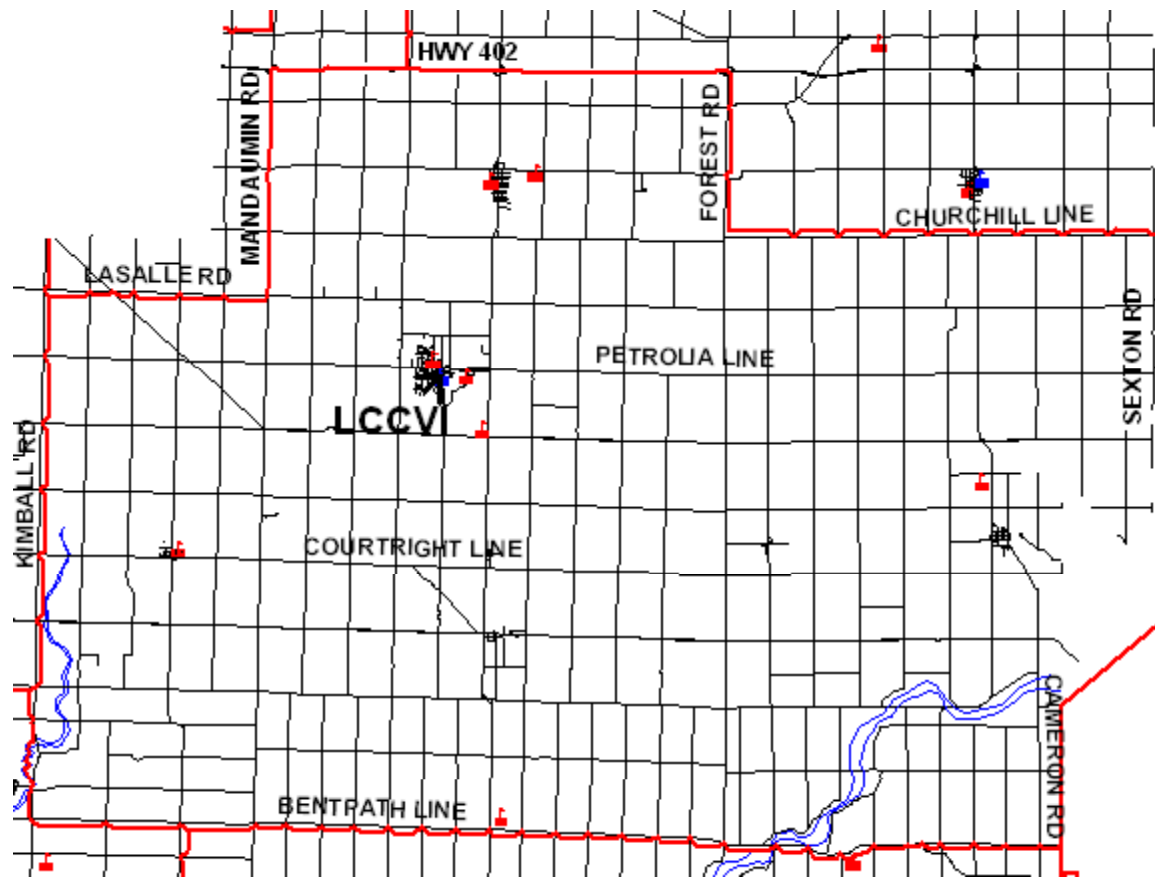 HWY 402
MANDAUMIN RD
FOREST RD
CHURCHILL LINE
LASALLE RD
SEXTON RD
PETROLIA LINE
LCCVI
KIMBALL RD
COURTRIGHT LINE
CAMERON RD
BENTPATH LINE